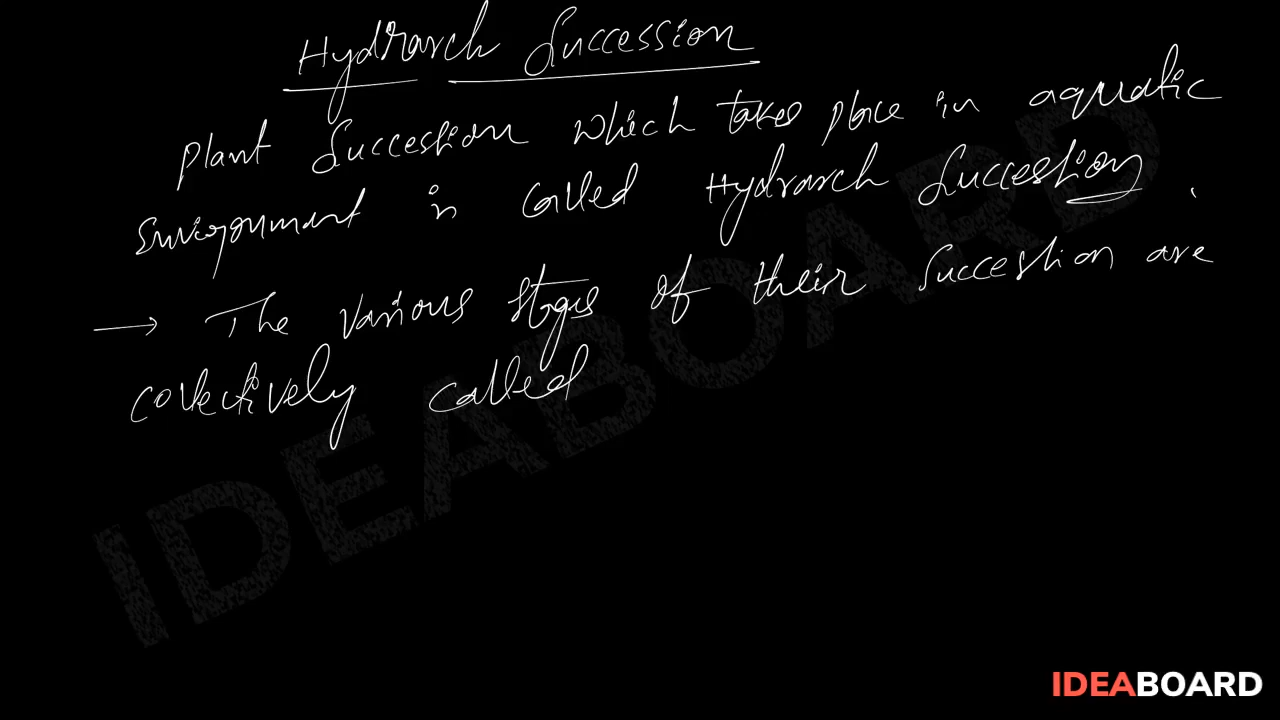 Hydrarch Succession
Plant Succession which takes place in aquatic
Environment is called Hydrarch Succession.
→ The various stages of their succession are
collectively called
IDEABOARD
IDEABOARD